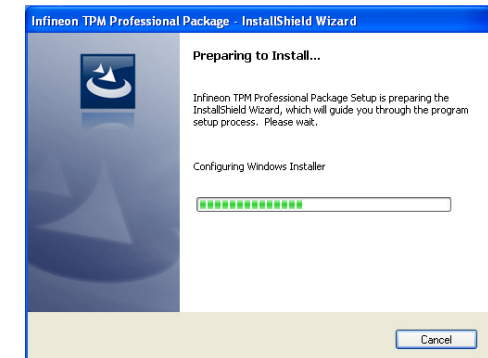 Infineon TPM Professional Package - InstallShield Wizard
Preparing to Install...
Infineon TPM Professional Package Setup is preparing the
InstallShield Wizard, which will guide you through the program
setup process. Please wait.
Configuring Windows Installer
Cancel